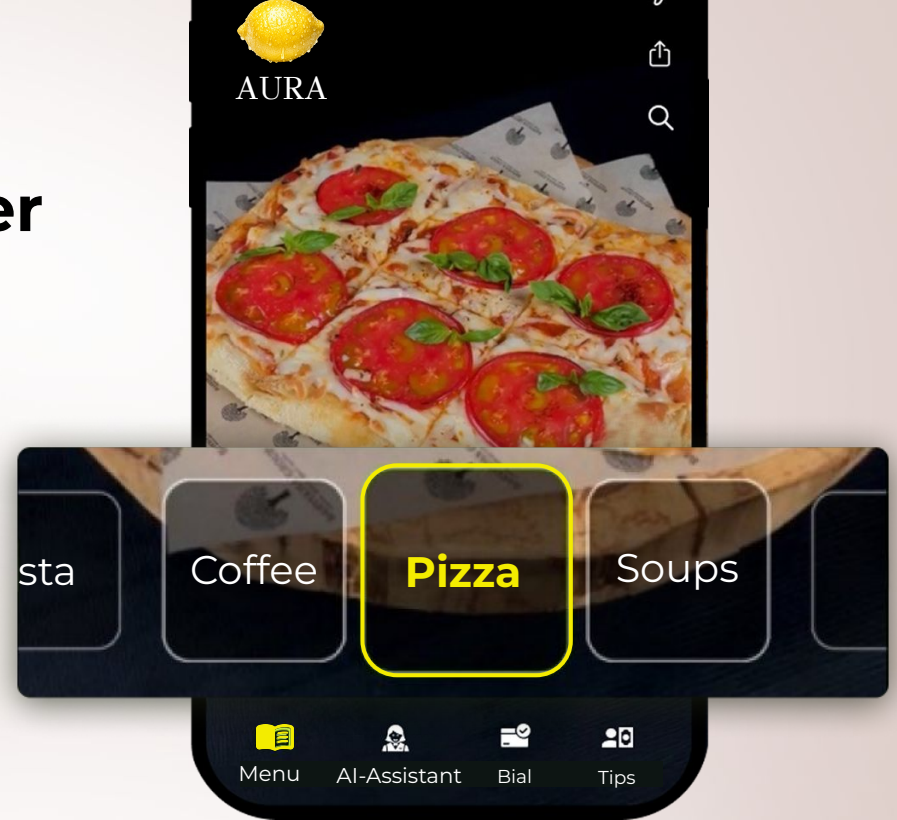 AURA
er
sta
Coffee
Pizza
Soups
Menu
AI-Assistant
Bial
Tips